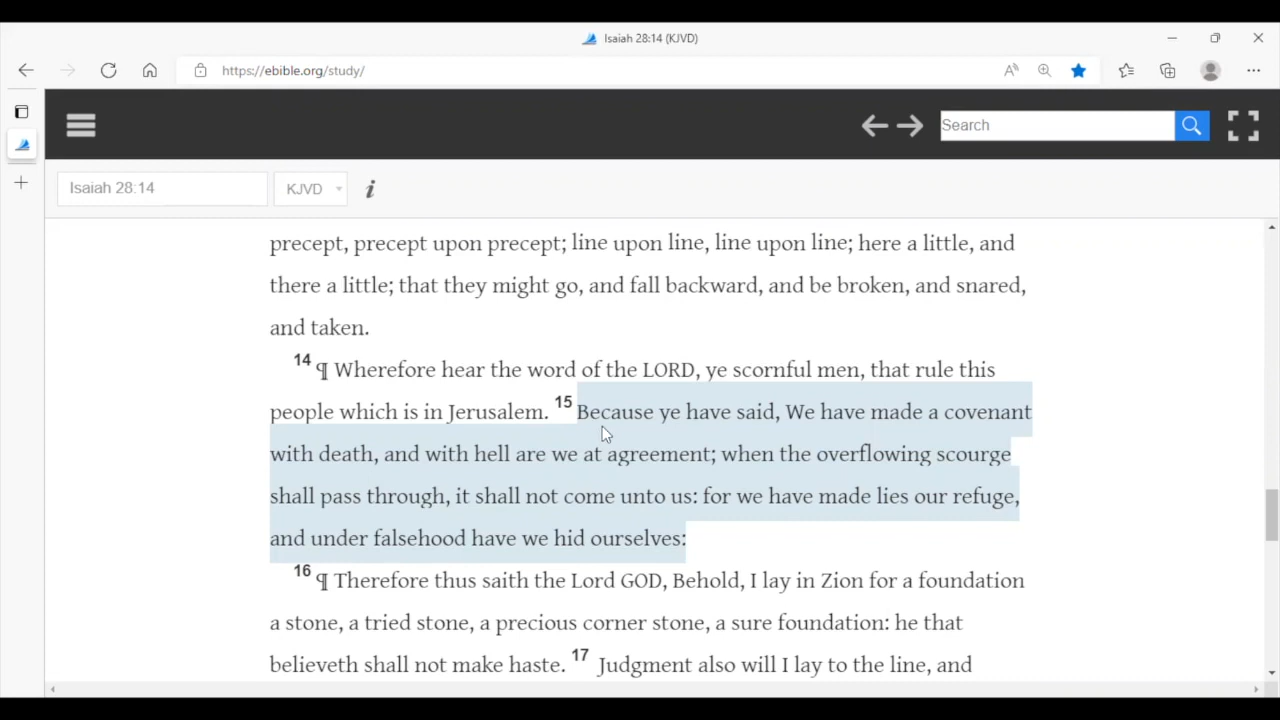 Isaiah 28:14 (KJVD)
https://ebible.org/study/
Search
Isaiah 28:14 KJVD i
precept, precept upon precept; line upon line, line upon line; here a little, and
there a little; that they might go, and fall backward, and be broken, and snared,
and taken.
14 ¶ Wherefore hear the word of the LORD, ye scornful men, that rule this
people which is in Jerusalem. 15 Because ye have said, We have made a covenant
with death, and with hell are we at agreement; when the overflowing scourge
shall pass through, it shall not come unto us: for we have made lies our refuge,
and under falsehood have we hid ourselves:
16 ¶ Therefore thus saith the Lord GOD, Behold, I lay in Zion for a foundation
a stone, a tried stone, a precious corner stone, a sure foundation: he that
believeth shall not make haste. 17 Judgment also will I lay to the line, and